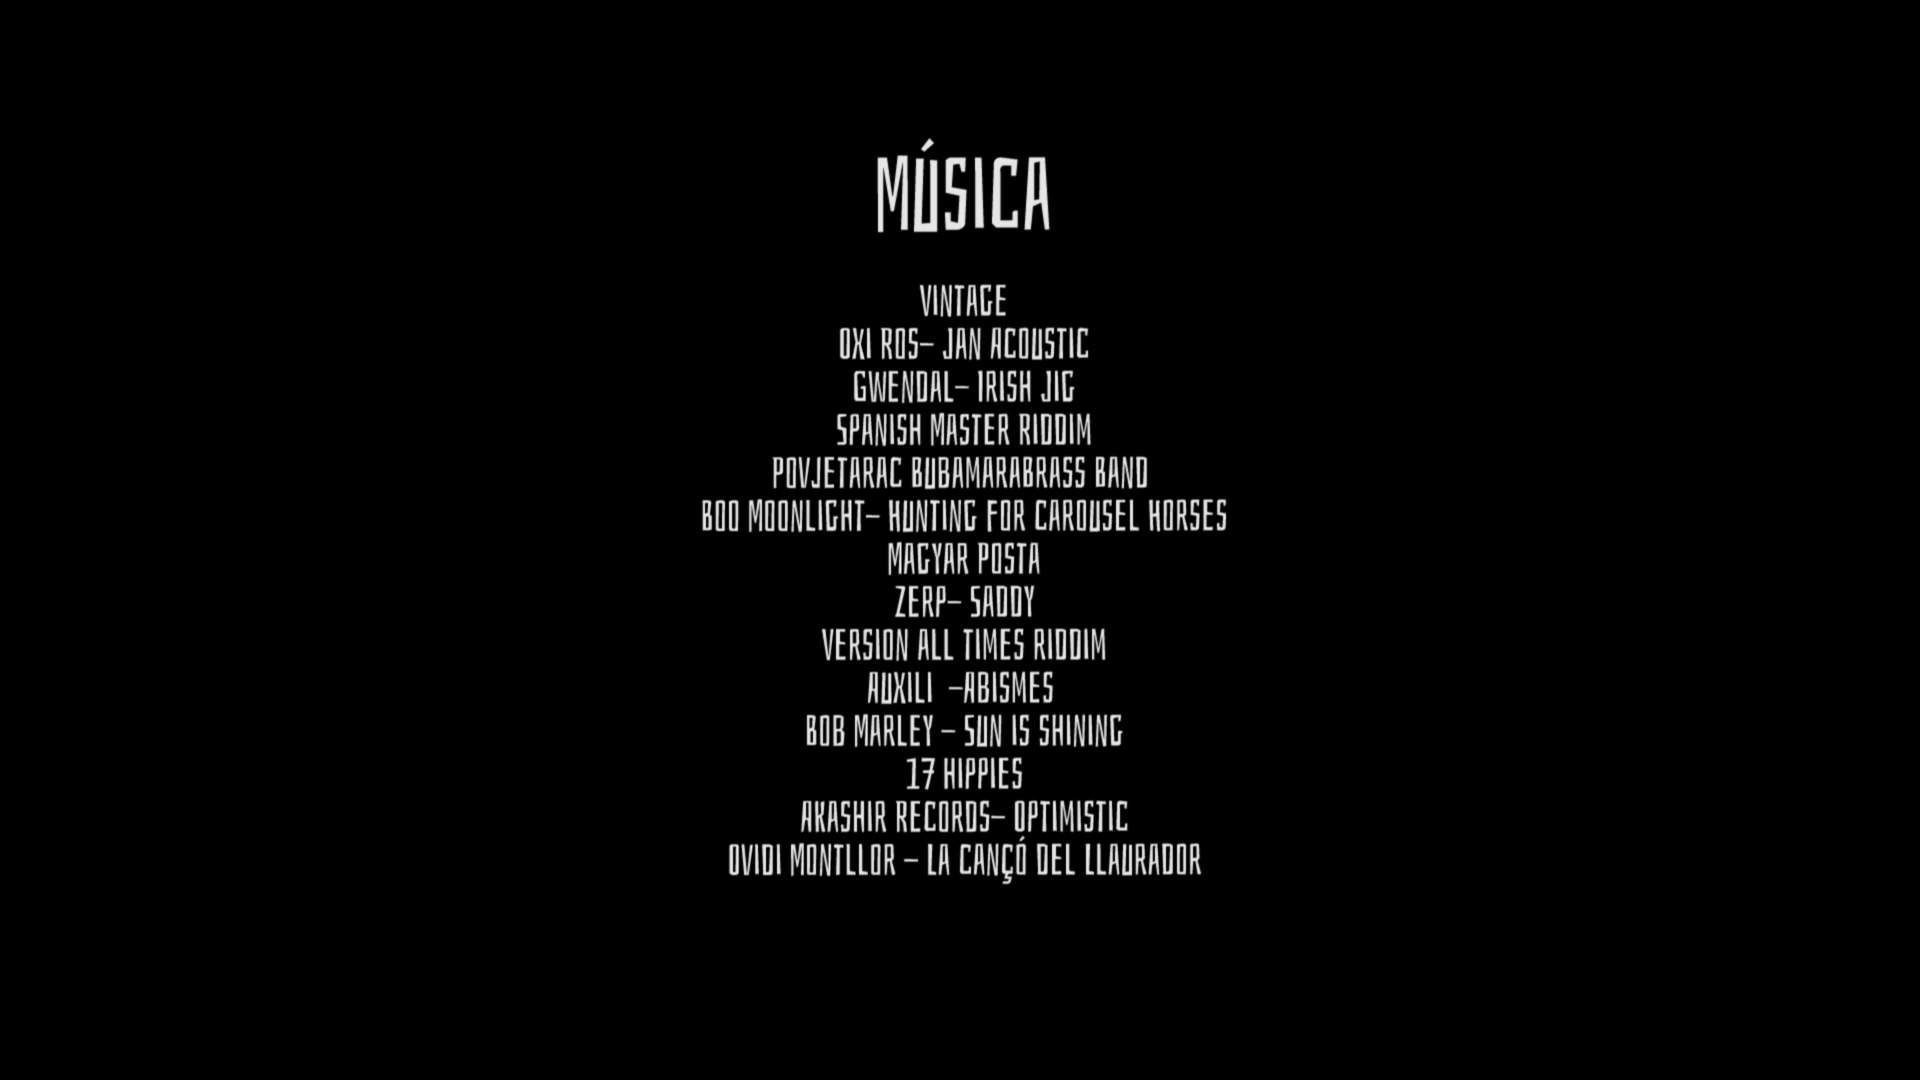 MÚSICA
VINTAGE
OXI ROS– JAN ACOUSTIC
GWENDAL– IRISH JIG
SPANISH MASTER RIDDIM
POVJETARAC BUBAMARABRASS BAND
BOO MOONLIGHT– HUNTING FOR CAROUSEL HORSES
MAGYAR POSTA
ZERP– SADDY
VERSION ALL TIMES RIDDIM
AUXILI –ABISMES
BOB MARLEY – SUN IS SHINING
17 HIPPIES
AKASHIR RECORDS– OPTIMISTIC
OVIDI MONTLLOR – LA CANÇÓ DEL LLAURADOR